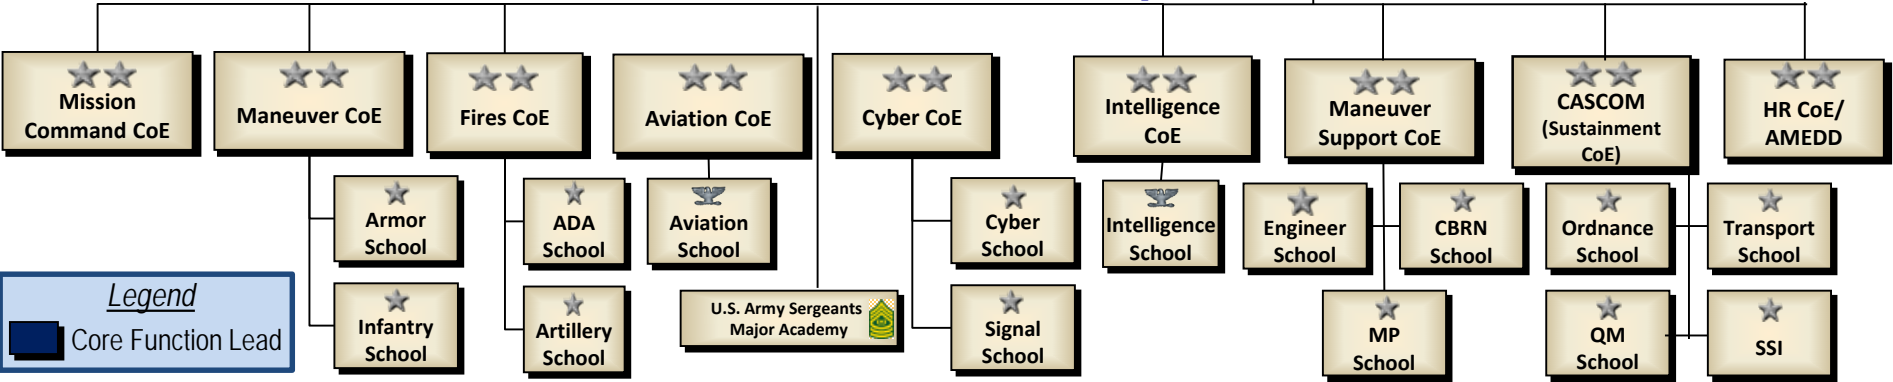 Mission
Command CoE
Maneuver CoE
Fires CoE
Aviation CoE
Cyber CoE
Intelligence
CoE
Maneuver
Support CoE
CASCOM
(Sustainment
CoE)
HR CoE/
AMEDD
Armor
School
ADA
School
Aviation
School
Cyber
School
Intelligence
School
Engineer
School
CBRN
School
Ordnance
School
Transport
School
Legend
Core Function Lead
Infantry
School
Artillery
School
U.S. Army Sergeants
Major Academy
Signal
School
MP
School
QM
School
SSI